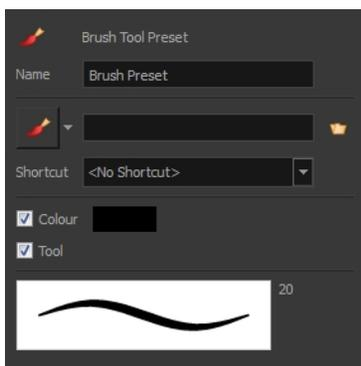 Brush Tool Preset
Name Brush Preset
Shortcut <No Shortcut>
Colour
Tool
20